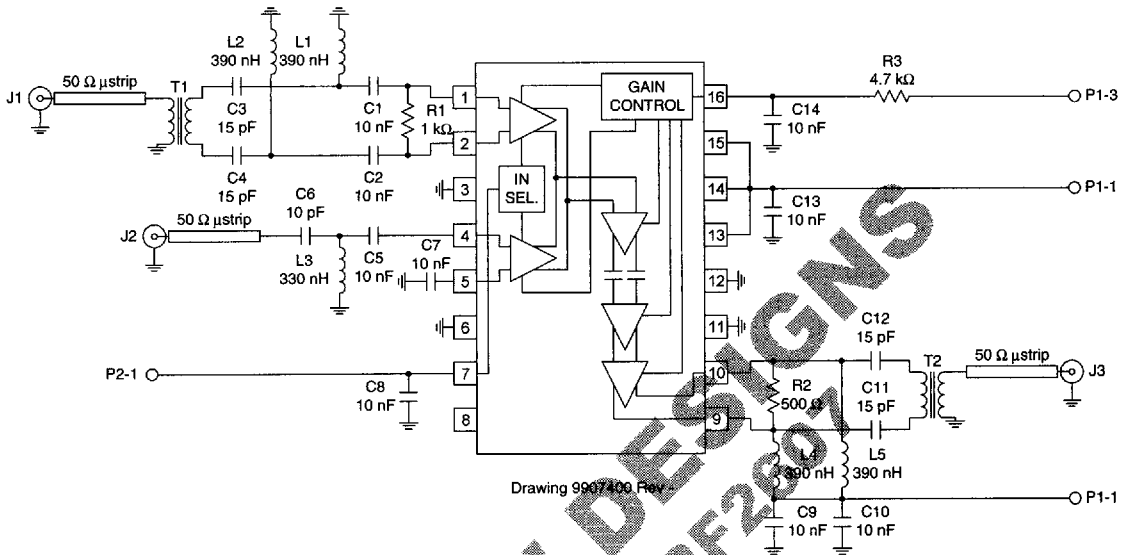 J1
50 Ω µstrip
T1
L2
390 nH
L1
390 nH
C3
15 pF
C4
15 pF
C1
10 nF
C2
10 nF
R1
1 kΩ
J2
50 Ω µstrip
C6
10 pF
L3
330 nH
C5
10 nF
C7
10 nF
P2-1
C8
10 nF
1
2
3
4
5
6
7
8
IN
SEL.
GAIN
CONTROL
16
15
14
13
12
11
10
9
C14
10 nF
R3
4.7 kΩ
P1-3
P1-1
C13
10 nF
C12
15 pF
C11
15 pF
R2
500 Ω
T2
50 Ω µstrip
J3
L4
390 nH
L5
390 nH
P1-1
C9
10 nF
C10
10 nF
Drawing 9907400 Rev -
DESIGNS